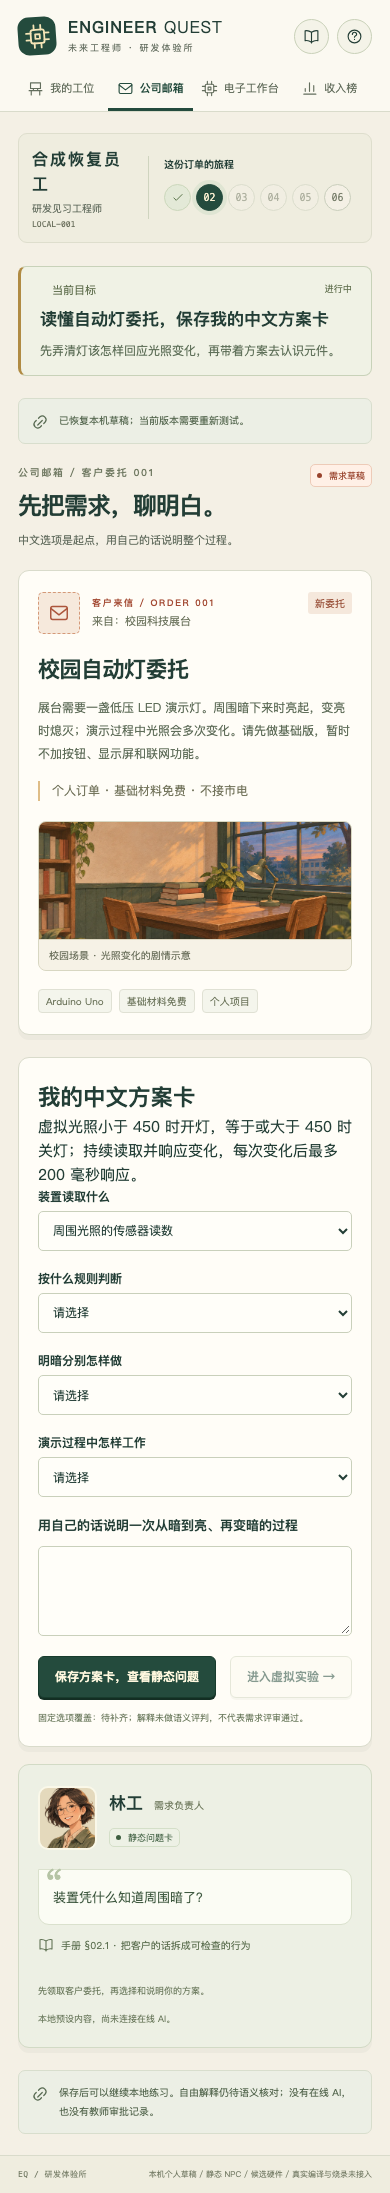 ENGINEER QUEST
未来工程师 · 研发体验所
我的工位
公司邮箱
电子工作台
收入榜
合成恢复员
工
研发见习工程师
LOCAL-001
这份订单的旅程
02 03 04 05 06
当前目标
进行中
读懂自动灯委托，保存我的中文方案卡
先弄清灯该怎样回应光照变化，再带着方案去认识元件。
已恢复本机草稿；当前版本需要重新测试。
公司邮箱 / 客户委托 001
需求草稿
先把需求，聊明白。
中文选项是起点，用自己的话说明整个过程。
客户来信 / ORDER 001
来自：校园科技展台
新委托
校园自动灯委托
展台需要一盏低压 LED 演示灯。周围暗下来时亮起，变亮
时熄灭；演示过程中光照会多次变化。请先做基础版，暂时
不加按钮、显示屏和联网功能。
个人订单 · 基础材料免费 · 不接市电
校园场景 · 光照变化的剧情示意
Arduino Uno
基础材料免费
个人项目
我的中文方案卡
虚拟光照小于 450 时开灯，等于或大于 450 时
关灯；持续读取并响应变化，每次变化后最多
200 毫秒响应。
装置读取什么
周围光照的传感器读数
按什么规则判断
请选择
明暗分别怎样做
请选择
演示过程中怎样工作
请选择
用自己的话说明一次从暗到亮、再变暗的过程
保存方案卡，查看静态问题
进入虚拟实验 →
固定选项覆盖：待补齐；解释未做语义评判，不代表需求评审通过。
林工 需求负责人
静态问题卡
“
装置凭什么知道周围暗了？
手册 §02.1 · 把客户的话拆成可检查的行为
先领取客户委托，再选择和说明你的方案。
本地预设内容，尚未连接在线 AI。
保存后可以继续本地练习。自由解释仍待语义核对；没有在线 AI，
也没有教师审批记录。
EQ / 研发体验所
本机个人草稿 / 静态 NPC / 候选硬件 / 真实编译与烧录未接入